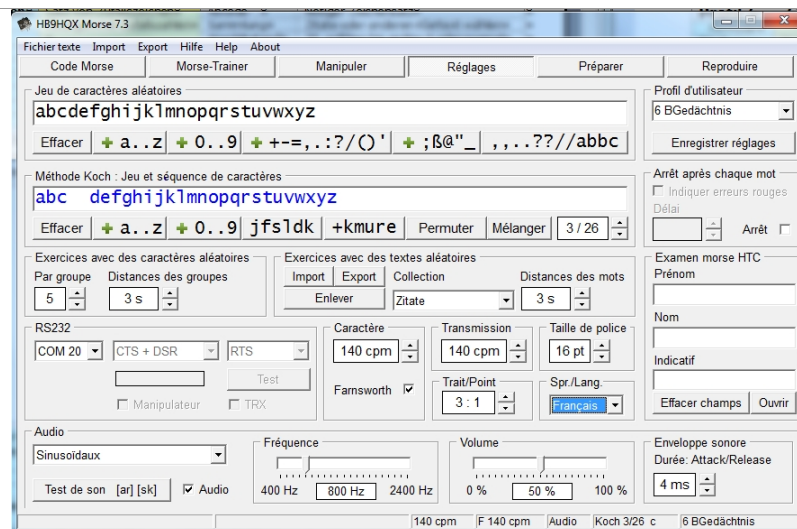 HB9HQX Morse 7.3
Fichier texte Import Export Hilfe Help About
Code Morse Morse-Trainer Manipuler Réglages Préparer Reproduire
Jeu de caractères aléatoires
abcdefghijklmnopqrstuvwxyz
Effacer + a..z + 0..9 + +-=,.:?/()' + ;ß@"_ ,,..??//abbc
Profil d'utilisateur
6 BGedächtnis
Enregistrer réglages
Méthode Koch : Jeu et séquence de caractères
abc defghijklmnopqrstuvwxyz
Effacer + a..z + 0..9 jfsldk +kmure Permuter Mélanger 3 / 26
Arrêt après chaque mot
Indiquer erreurs rouges
Délai
Arrêt
Exercices avec des caractères aléatoires
Par groupe Distances des groupes
5 3 s
Exercices avec des textes aléatoires
Import Export Collection Distances des mots
Enlever Zitate 3 s
Examen morse HTC
Prénom
Nom
Indicatif
Effacer champs Ouvrir
RS232
COM 20 CTS + DSR RTS
Test
Manipulateur TRX
Caractère
140 cpm
Farnsworth
Transmission
140 cpm
Taille de police
16 pt
Trait/Point
3 : 1
Spr./Lang.
Français
Audio
Sinusoïdaux
Test de son [ar] [sk] Audio
Fréquence
400 Hz 800 Hz 2400 Hz
Volume
0 % 50 % 100 %
Enveloppe sonore
Durée: Attack/Release
4 ms
140 cpm F 140 cpm Audio Koch 3/26 c 6 BGedächtnis